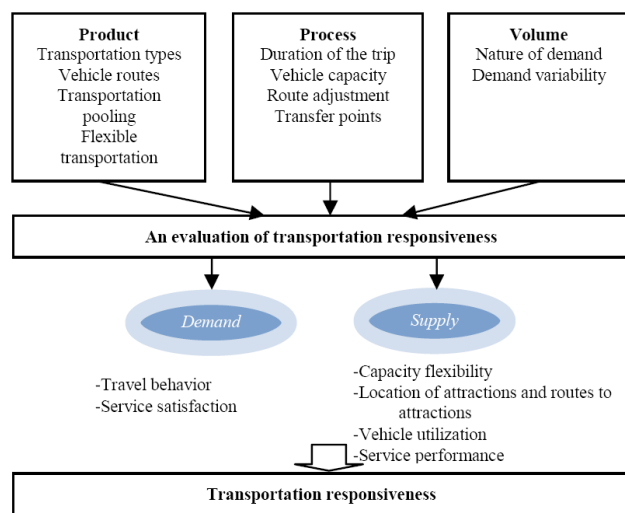 Product
Transportation types
Vehicle routes
Transportation
pooling
Flexible
transportation
Process
Duration of the trip
Vehicle capacity
Route adjustment
Transfer points
Volume
Nature of demand
Demand variability
An evaluation of transportation responsiveness
Demand
-Travel behavior
-Service satisfaction
Supply
-Capacity flexibility
-Location of attractions and routes to
attractions
-Vehicle utilization
-Service performance
Transportation responsiveness